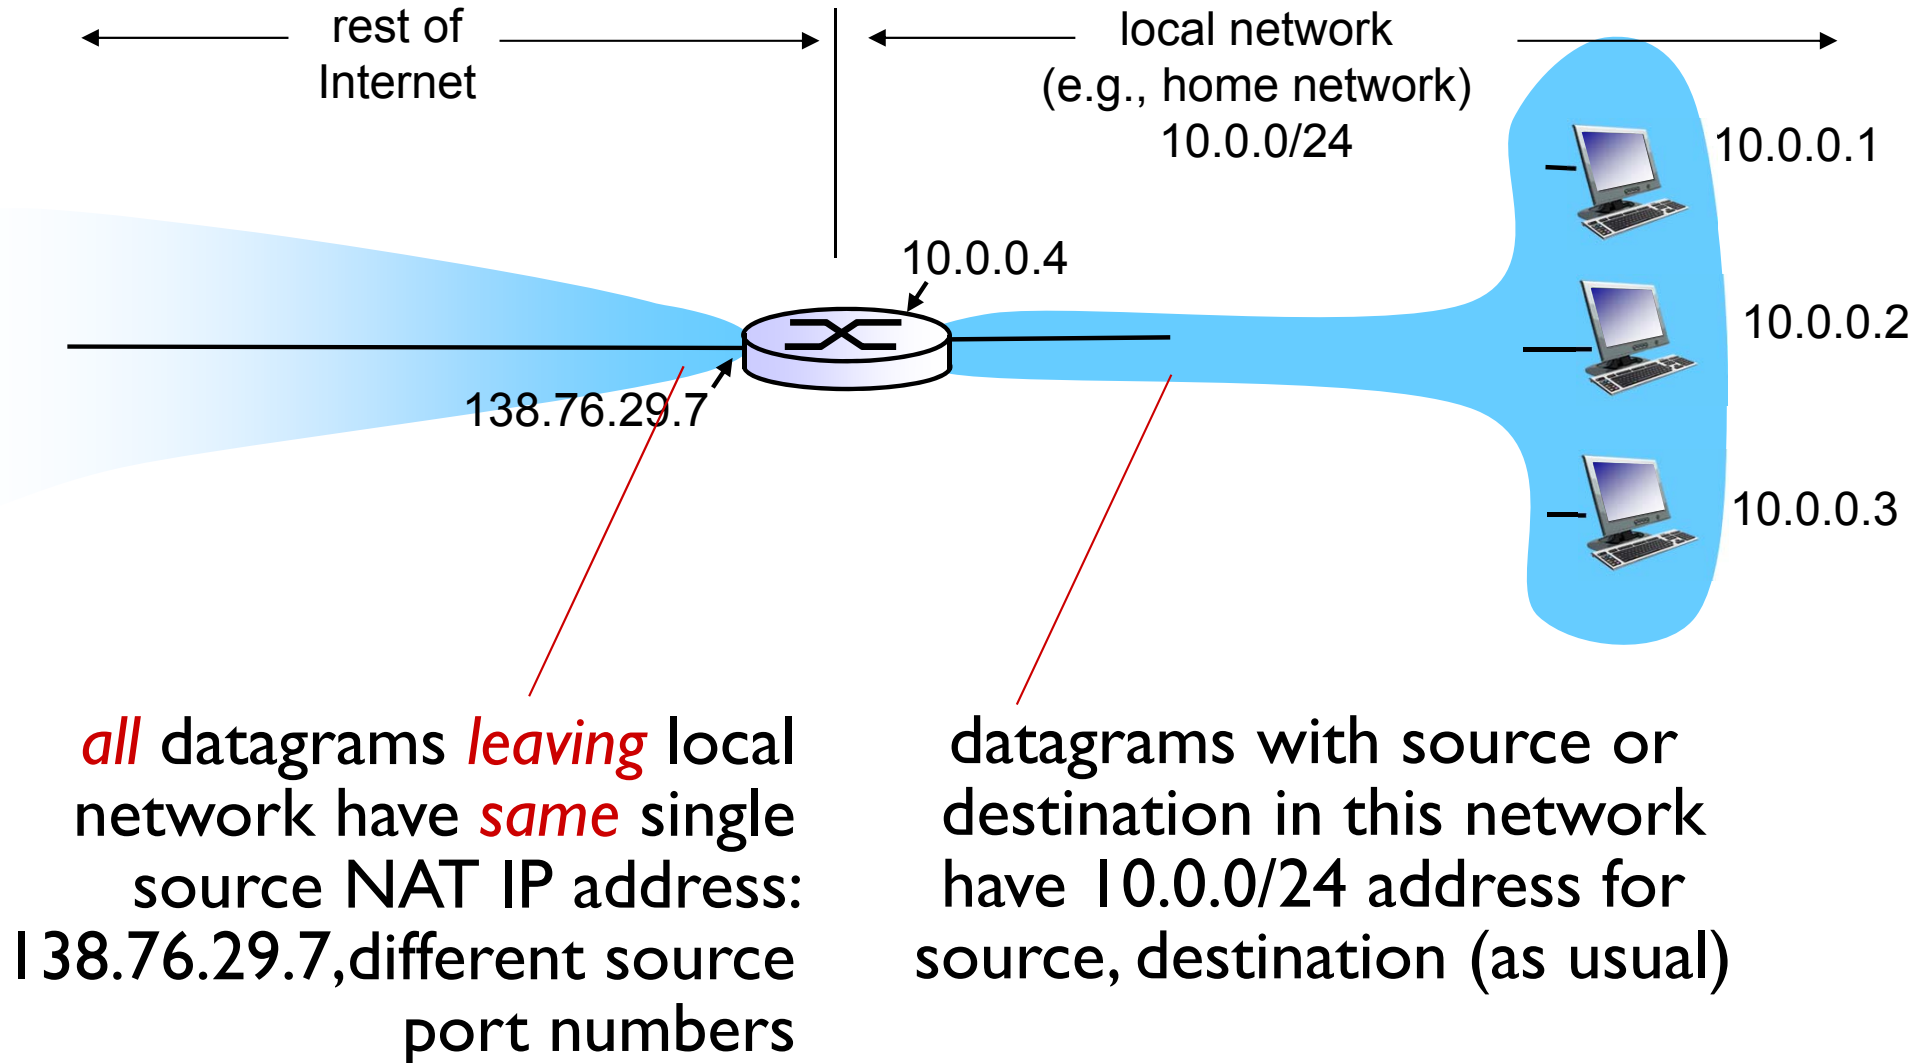 rest of
Internet
local network
(e.g., home network)
10.0.0/24
10.0.0.1
10.0.0.4
10.0.0.2
138.76.29.7
10.0.0.3
all datagrams leaving local
network have same single
source NAT IP address:
138.76.29.7,different source
port numbers
datagrams with source or
destination in this network
have 10.0.0/24 address for
source, destination (as usual)